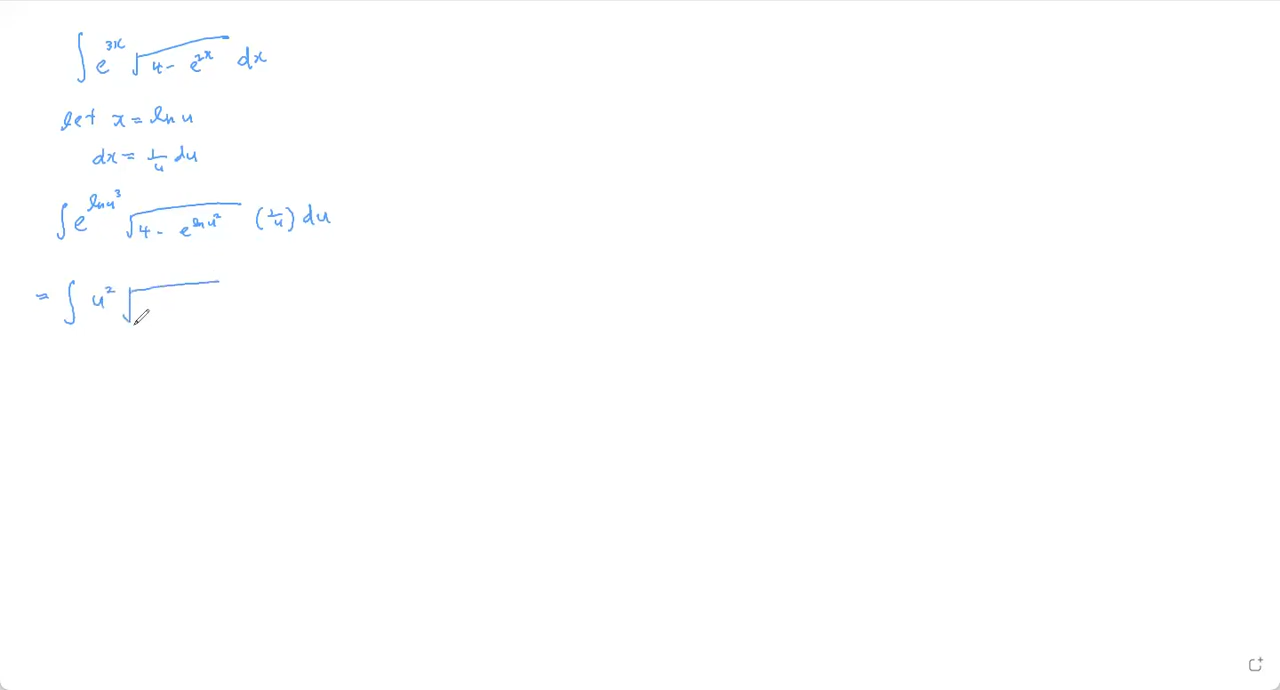 ∫ e^{3x} √(4 - e^{2x}) dx
let x = ln u
dx = 1/u du
∫ e^{ln u^3} √(4 - e^{ln u^2}) (1/u) du
= ∫ u^2 √